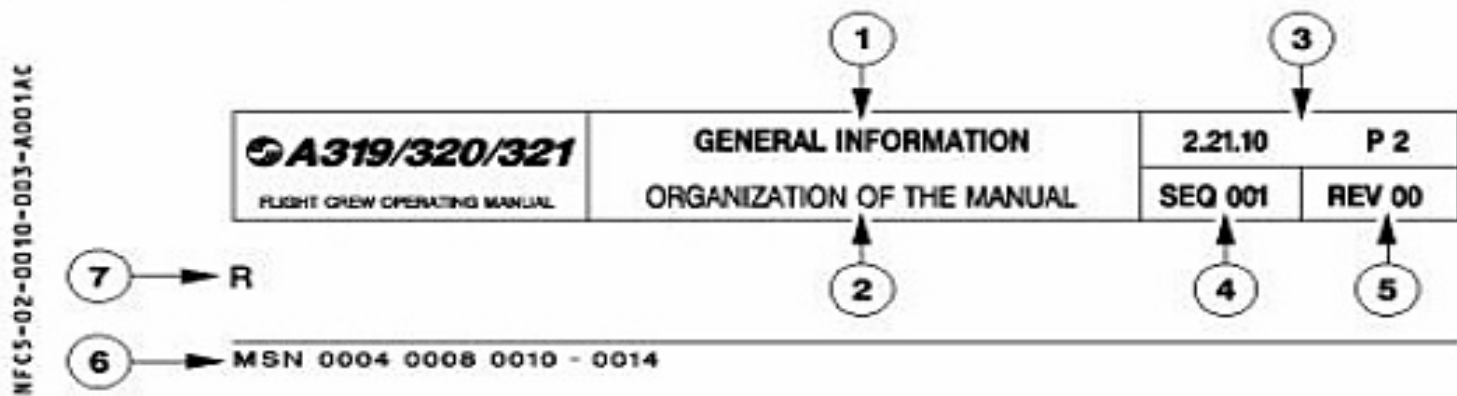 1
3
A319/320/321
GENERAL INFORMATION
2.21.10 P 2
FLIGHT CREW OPERATING MANUAL
ORGANIZATION OF THE MANUAL
SEQ 001
REV 00
7
R
2
4
5
6
MSN 0004 0008 0010 - 0014
NFC5-02-0010-003-A001AC